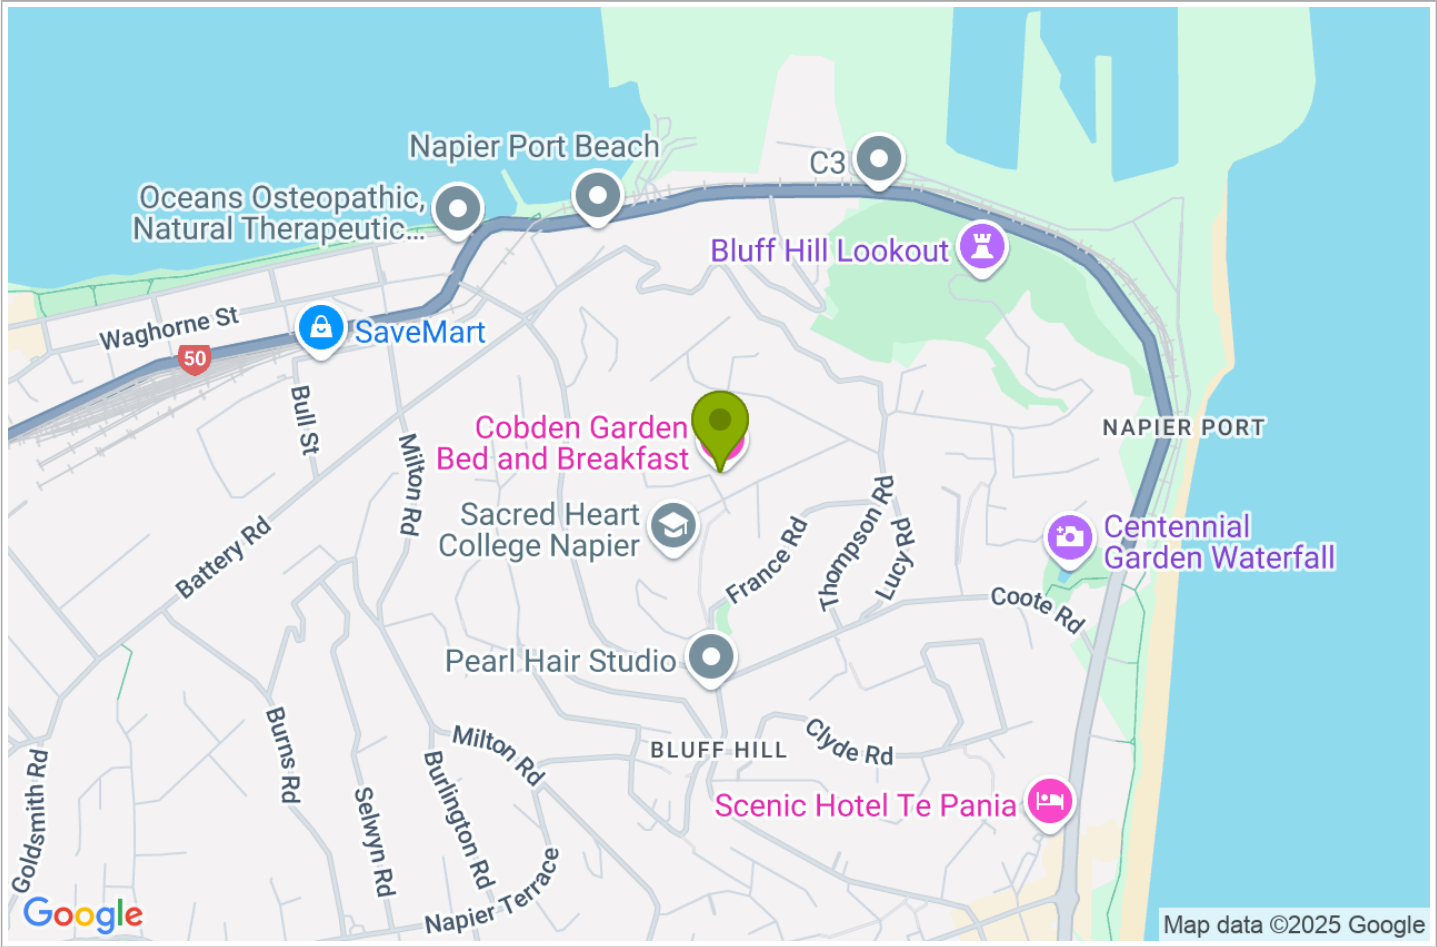 Napier Port Beach
C3
Oceans Osteopathic,
Natural Therapeutic...
Bluff Hill Lookout
Waghorne St
SaveMart
50
Bull St
Cobden Garden
Bed and Breakfast
NAPIER PORT
Milton Rd
Sacred Heart
College Napier
France Rd
Thompson Rd
Lucy Rd
Centennial
Garden Waterfall
Battery Rd
Coote Rd
Pearl Hair Studio
Burns Rd
Milton Rd
BLUFF HILL
Clyde Rd
Goldsmith Rd
Selwyn Rd
Burlington Rd
Scenic Hotel Te Pania
Napier Terrace
Google
Map data ©2025 Google